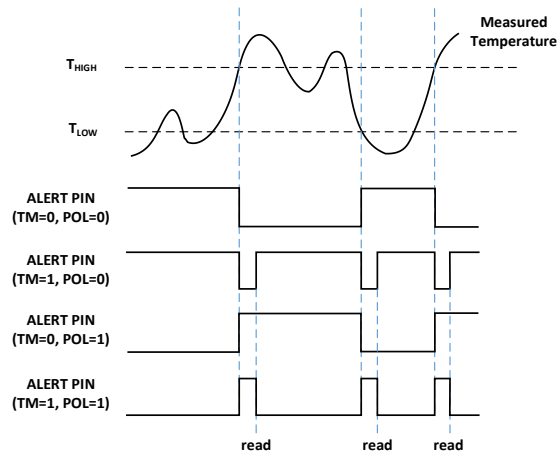 Measured
Temperature
THIGH
TLOW
ALERT PIN
(TM=0, POL=0)
ALERT PIN
(TM=1, POL=0)
ALERT PIN
(TM=0, POL=1)
ALERT PIN
(TM=1, POL=1)
read read read